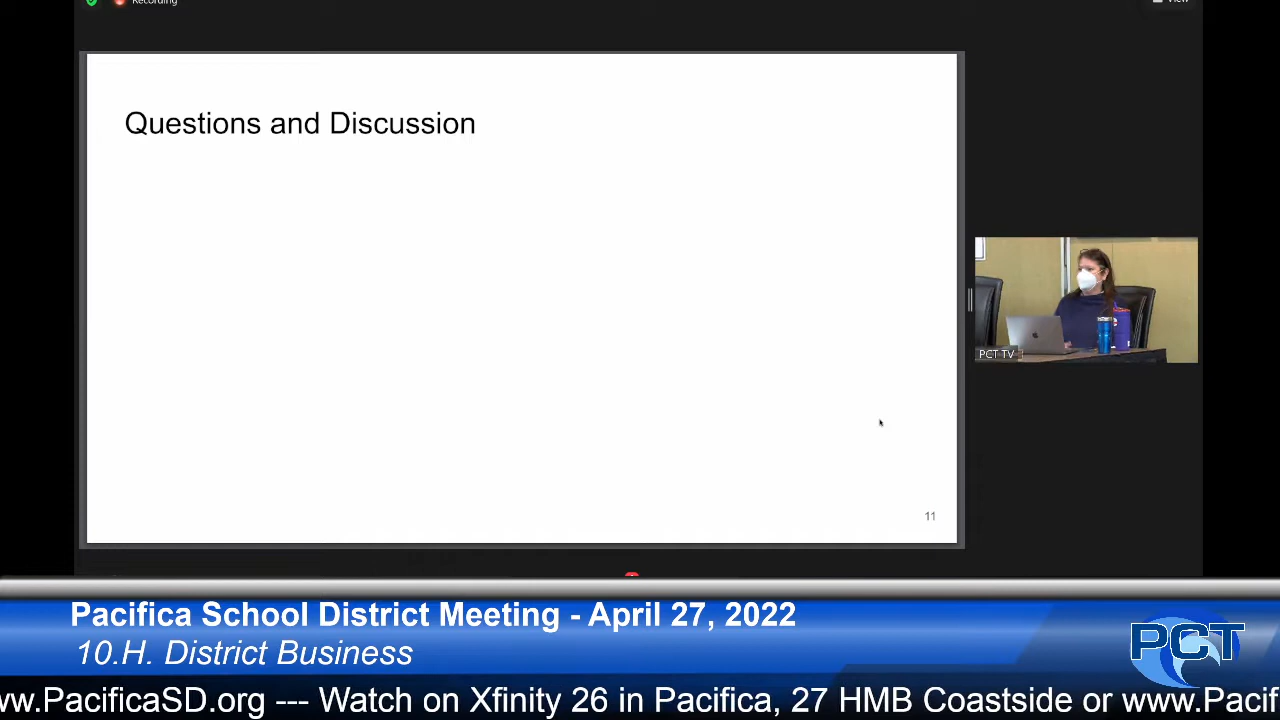 Recording
View
Questions and Discussion
11
PCT TV
Pacifica School District Meeting - April 27, 2022
10.H. District Business
PCT
ww.PacificaSD.org --- Watch on Xfinity 26 in Pacifica, 27 HMB Coastside or www.Pacif